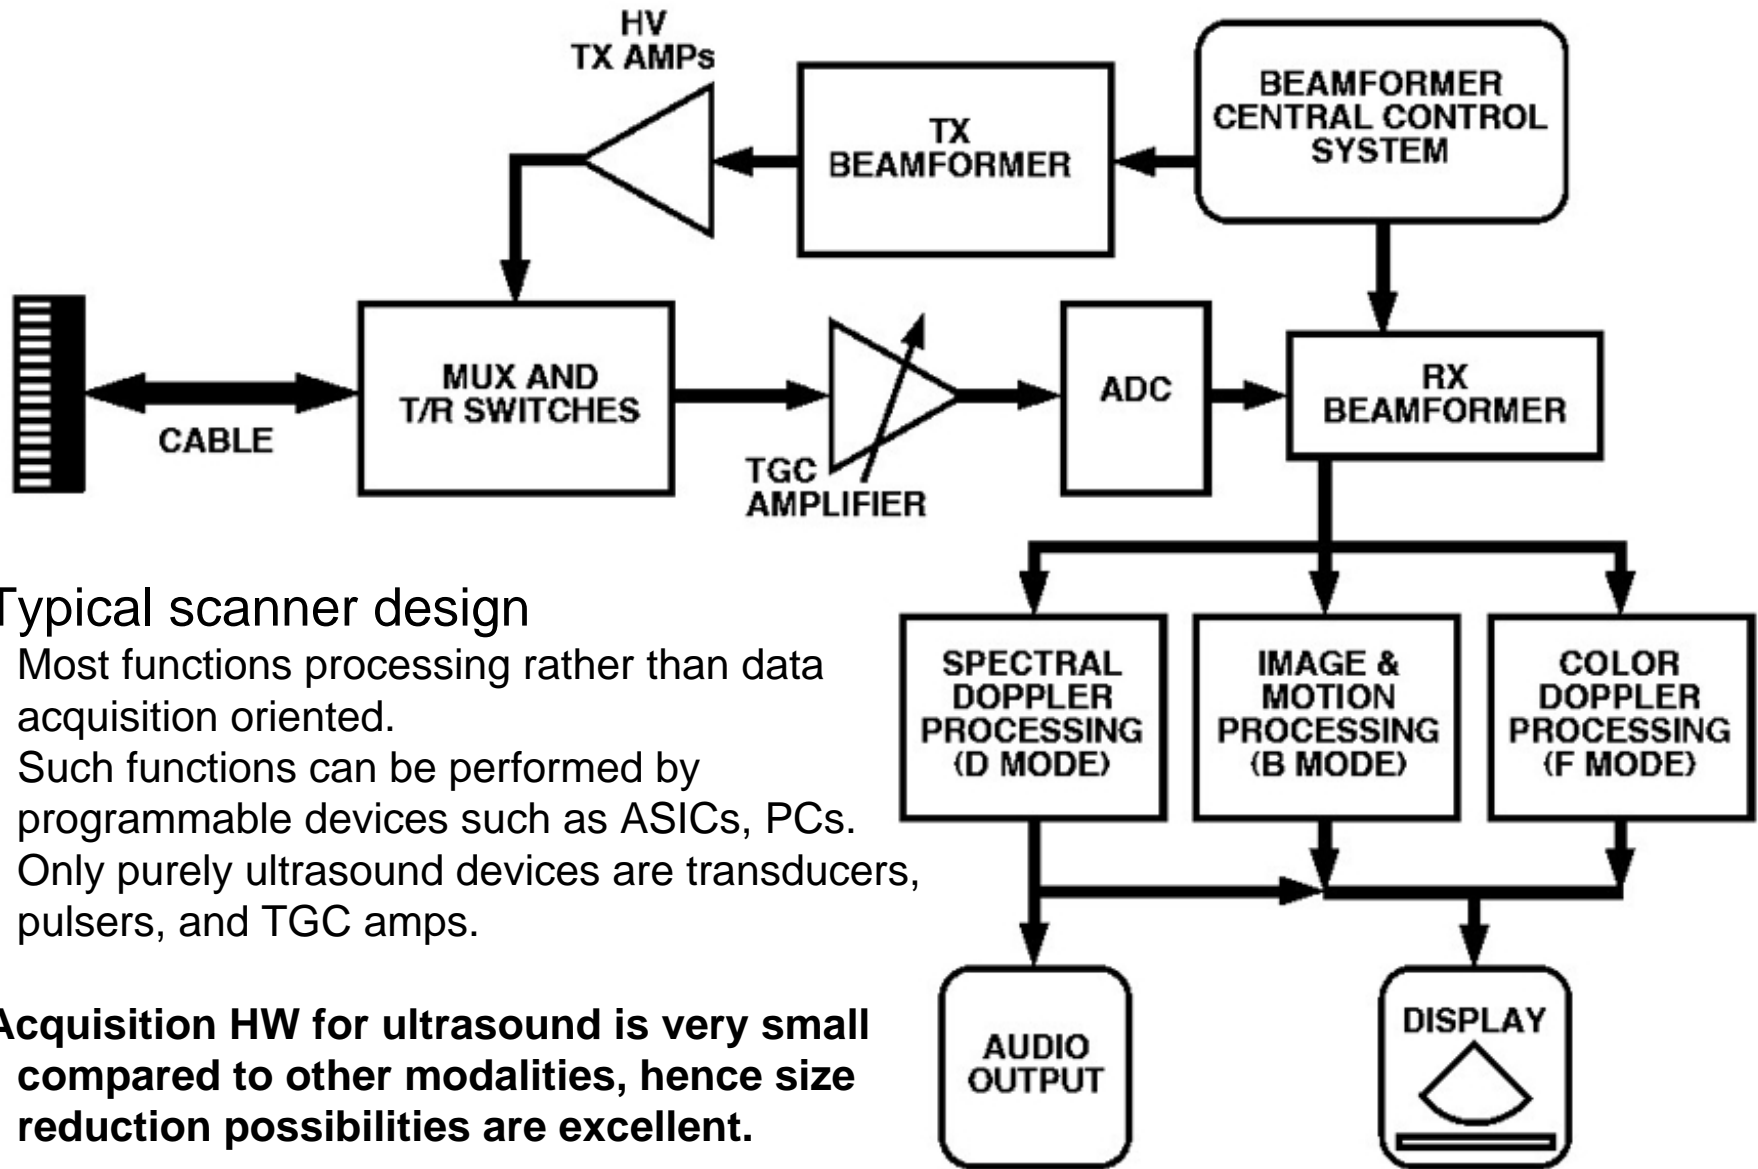 HV
TX AMPs
TX
BEAMFORMER
BEAMFORMER
CENTRAL CONTROL
SYSTEM
CABLE
MUX AND
T/R SWITCHES
TGC
AMPLIFIER
ADC
RX
BEAMFORMER
Typical scanner design
Most functions processing rather than data
acquisition oriented.
Such functions can be performed by
programmable devices such as ASICs, PCs.
Only purely ultrasound devices are transducers,
pulsers, and TGC amps.
Acquisition HW for ultrasound is very small
compared to other modalities, hence size
reduction possibilities are excellent.
SPECTRAL
DOPPLER
PROCESSING
(D MODE)
IMAGE &
MOTION
PROCESSING
(B MODE)
COLOR
DOPPLER
PROCESSING
(F MODE)
AUDIO
OUTPUT
DISPLAY